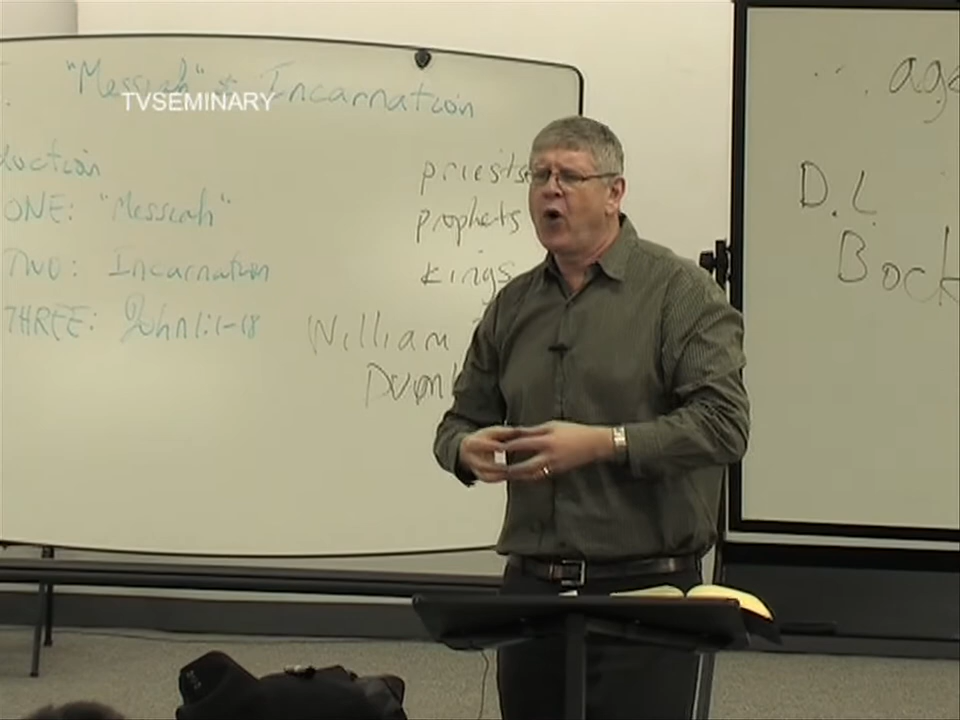 "Messiah" & Incarnation
TVSEMINARY
duction
ONE: "Messiah"
TWO: Incarnation
THREE: John 1:1-18
priests
prophets
kings
William
D.L
Bock